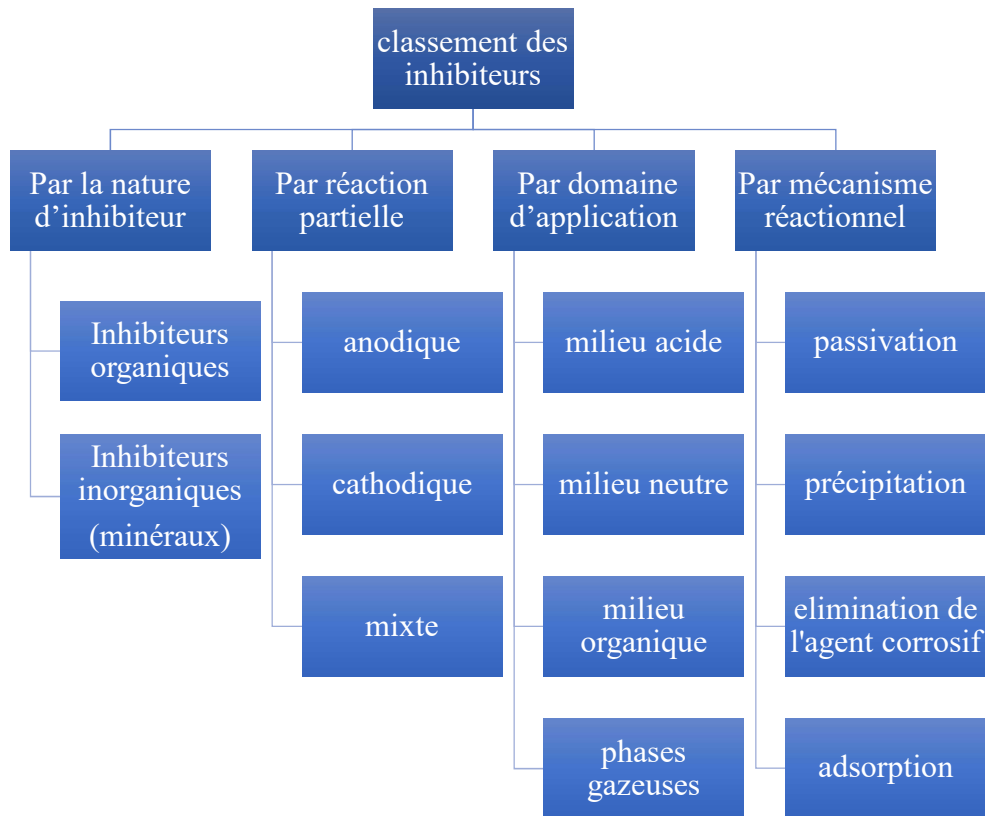 classement des
inhibiteurs
Par la nature
d’inhibiteur
Inhibiteurs
organiques
Inhibiteurs
inorganiques
(minéraux)
Par réaction
partielle
anodique
cathodique
mixte
Par domaine
d’application
milieu acide
milieu neutre
milieu
organique
phases
gazeuses
Par mécanisme
réactionnel
passivation
précipitation
elimination de
l'agent corrosif
adsorption